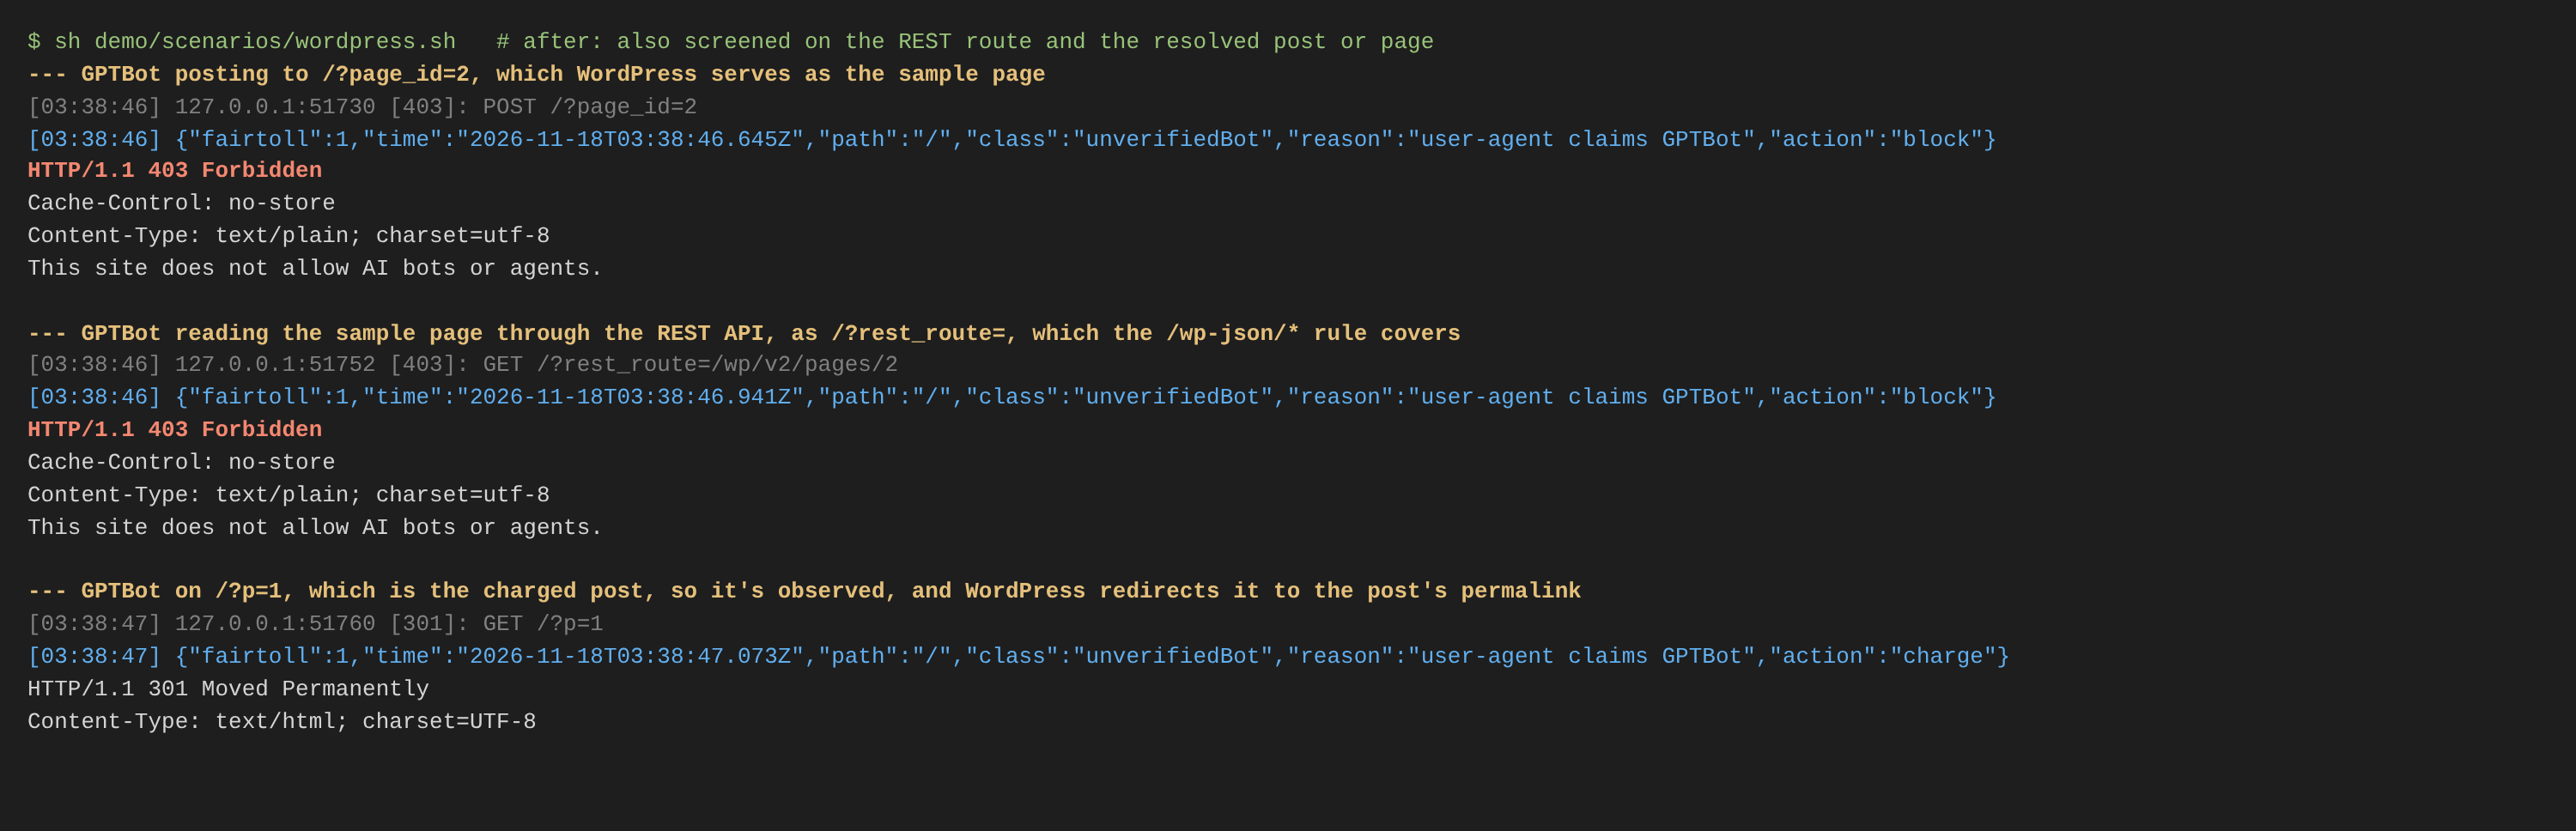 $ sh demo/scenarios/wordpress.sh   # after: also screened on the REST route and the resolved post or page
--- GPTBot posting to /?page_id=2, which WordPress serves as the sample page
[03:38:46] 127.0.0.1:51730 [403]: POST /?page_id=2
[03:38:46] {"fairtoll":1,"time":"2026-11-18T03:38:46.645Z","path":"/","class":"unverifiedBot","reason":"user-agent claims GPTBot","action":"block"}
HTTP/1.1 403 Forbidden
Cache-Control: no-store
Content-Type: text/plain; charset=utf-8
This site does not allow AI bots or agents.

--- GPTBot reading the sample page through the REST API, as /?rest_route=, which the /wp-json/* rule covers
[03:38:46] 127.0.0.1:51752 [403]: GET /?rest_route=/wp/v2/pages/2
[03:38:46] {"fairtoll":1,"time":"2026-11-18T03:38:46.941Z","path":"/","class":"unverifiedBot","reason":"user-agent claims GPTBot","action":"block"}
HTTP/1.1 403 Forbidden
Cache-Control: no-store
Content-Type: text/plain; charset=utf-8
This site does not allow AI bots or agents.

--- GPTBot on /?p=1, which is the charged post, so it's observed, and WordPress redirects it to the post's permalink
[03:38:47] 127.0.0.1:51760 [301]: GET /?p=1
[03:38:47] {"fairtoll":1,"time":"2026-11-18T03:38:47.073Z","path":"/","class":"unverifiedBot","reason":"user-agent claims GPTBot","action":"charge"}
HTTP/1.1 301 Moved Permanently
Content-Type: text/html; charset=UTF-8